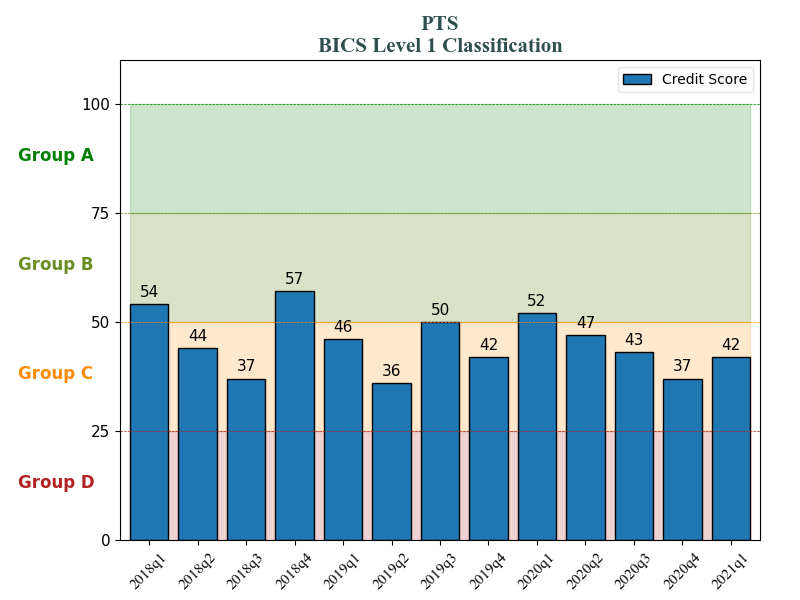 PTS
BICS Level 1 Classification
Credit Score
100
Group A
75
Group B
57
54
52
50
50
47
46
44
43
42
42
37
37
36
Group C
25
Group D
0
2018q1 2018q2 2018q3 2018q4 2019q1 2019q2 2019q3 2019q4 2020q1 2020q2 2020q3 2020q4 2021q1